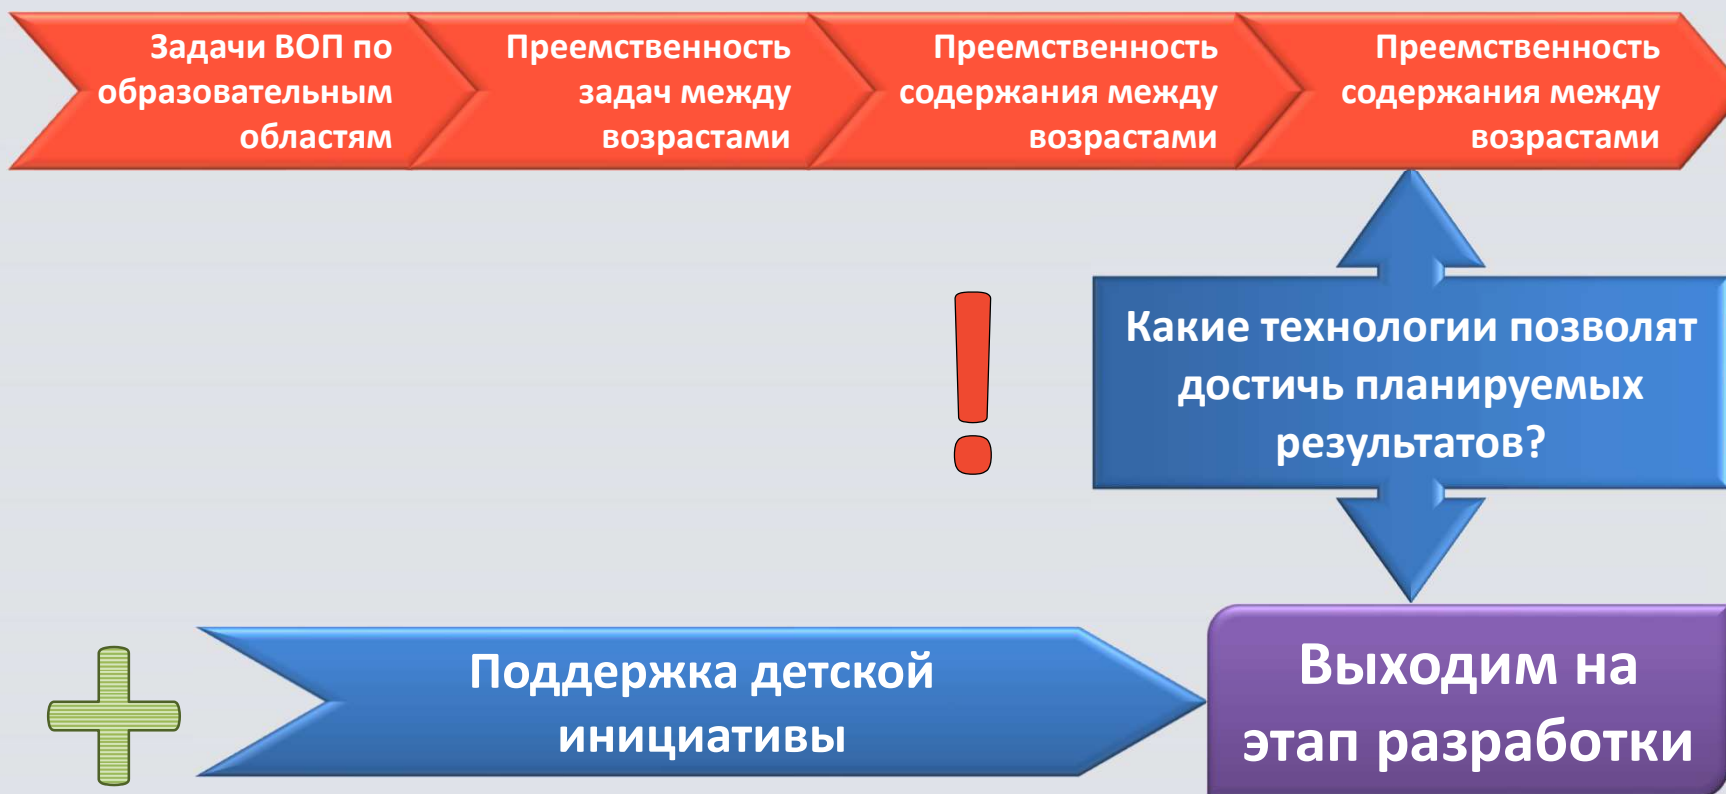 Задачи ВОП по
образовательным
областям
Преемственность
задач между
возрастами
Преемственность
содержания между
возрастами
Преемственность
содержания между
возрастами
!
Какие технологии позволят
достичь планируемых
результатов?
Поддержка детской
инициативы
Выходим на
этап разработки